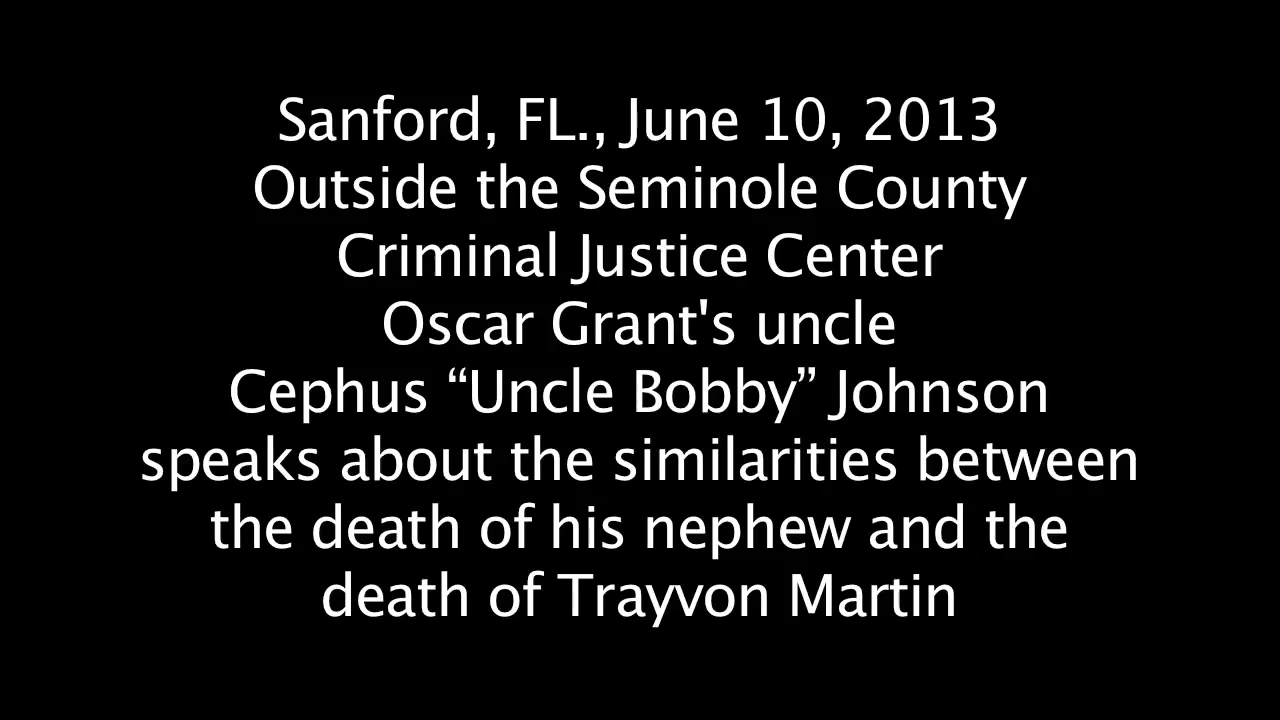 Sanford, FL., June 10, 2013
Outside the Seminole County
Criminal Justice Center
Oscar Grant's uncle
Cephus “Uncle Bobby” Johnson
speaks about the similarities between
the death of his nephew and the
death of Trayvon Martin